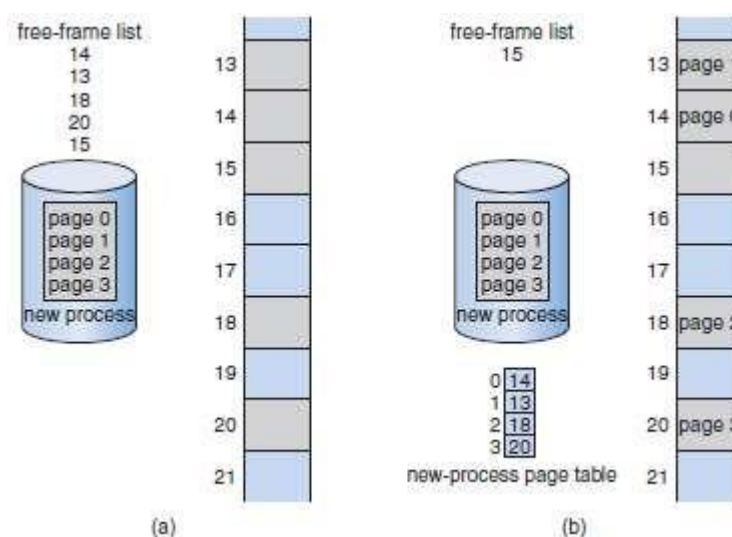 free-frame list
14
13
18
20
15
page 0
page 1
page 2
page 3
new process
13
14
15
16
17
18
19
20
21
(a)
free-frame list
15
page 0
page 1
page 2
page 3
new process
0 14
1 13
2 18
3 20
new-process page table
13 page
14 page
15
16
17
18 page
19
20 page
21
(b)